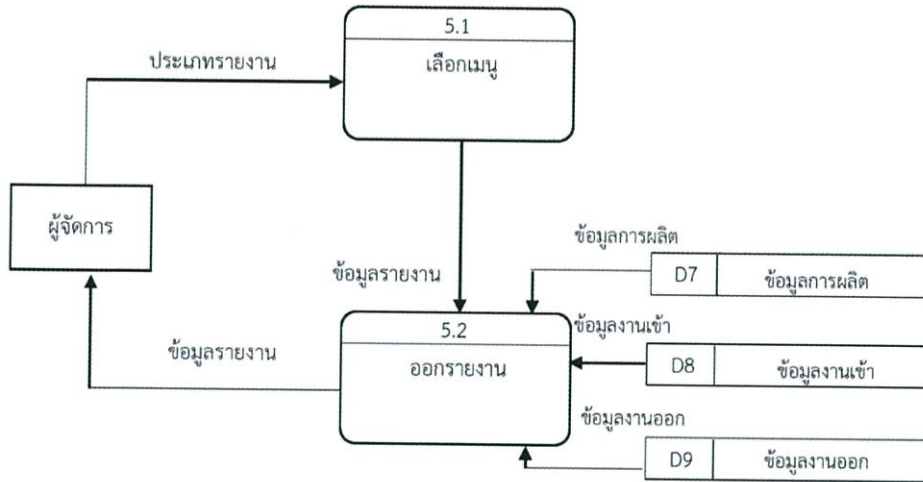 5.1
ประเภทรายงาน
เลือกเมนู
ผู้จัดการ
ข้อมูลการผลิต
D7 ข้อมูลการผลิต
ข้อมูลรายงาน
5.2
ข้อมูลงานเข้า
ข้อมูลรายงาน
ออกรายงาน
D8 ข้อมูลงานเข้า
ข้อมูลงานออก
D9 ข้อมูลงานออก